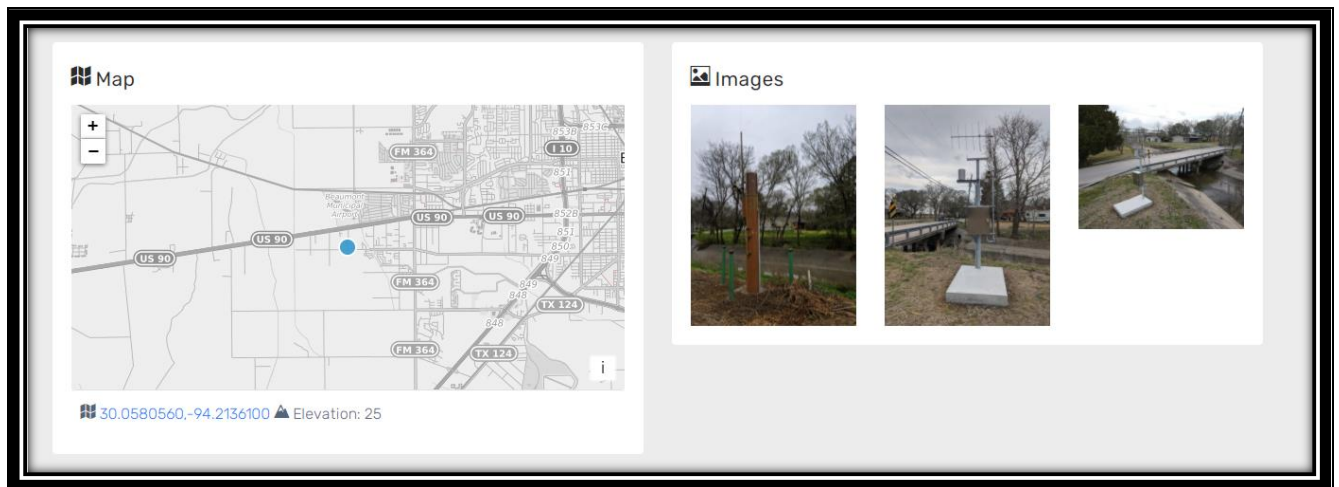 Map
Images
+
−
853B
853C
FM 364
I 10
851
Beaumont
Municipal
Airport
US 90
US 90
852B
851
US 90
850
US 90
849
FM 364
849
848
TX 124
848
FM 364
TX 124
i
30.0580560,-94.2136100 Elevation: 25